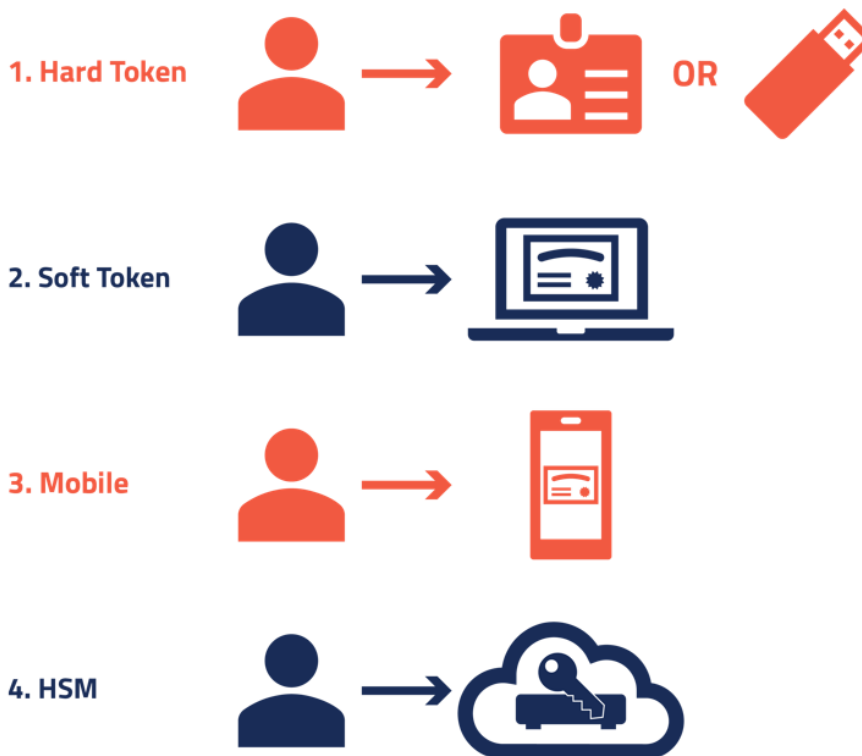 1. Hard Token
OR
2. Soft Token
3. Mobile
4. HSM